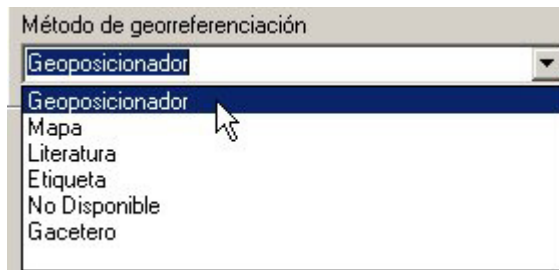 Método de georreferenciación
Geoposicionador
Geoposicionador
Mapa
Literatura
Etiqueta
No Disponible
Gacetero